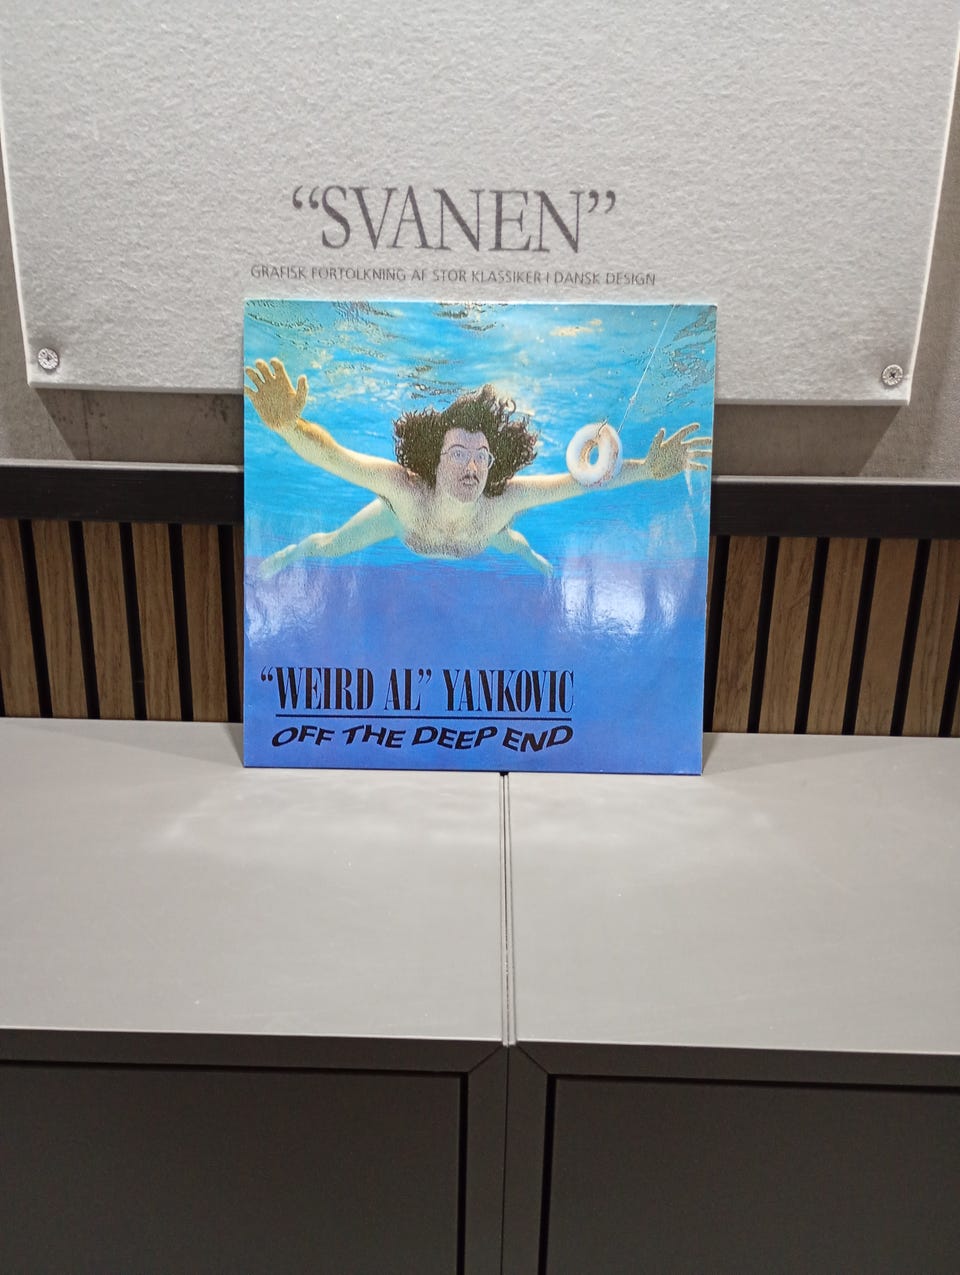 “SVANEN”
GRAFISK FORTOLKNING AF STOR KLASSIKER I DANSK DESIGN
“WEIRD AL” YANKOVIC
OFF THE DEEP END